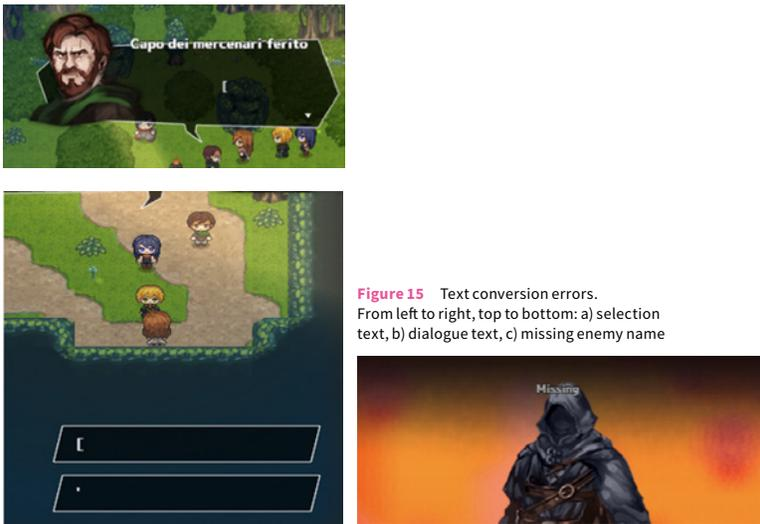 Capo dei mercenari ferito
[
[
'
Figure 15 Text conversion errors.
From left to right, top to bottom: a) selection
text, b) dialogue text, c) missing enemy name
Missing